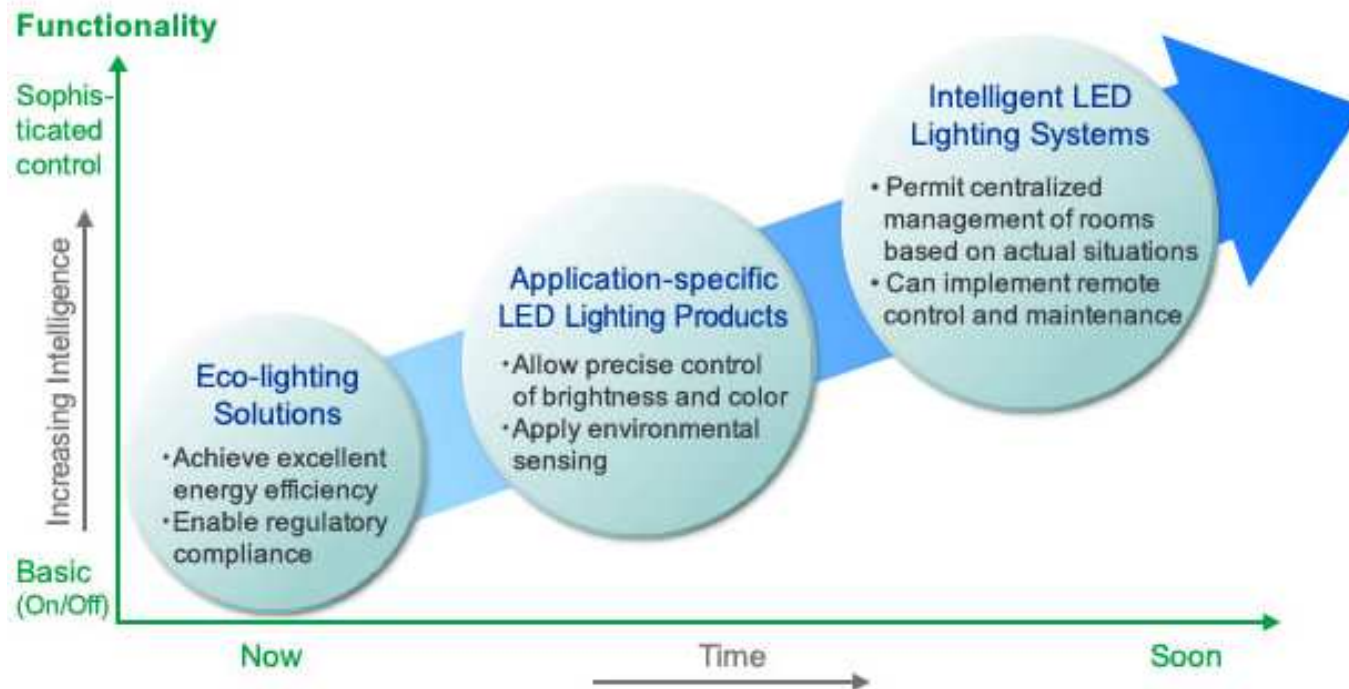 Functionality
Sophis-
ticated
control
Increasing Intelligence
Basic
(On/Off)
Eco-lighting
Solutions
・Achieve excellent
energy efficiency
・Enable regulatory
compliance
Application-specific
LED Lighting Products
・Allow precise control
of brightness and color
・Apply environmental
sensing
Intelligent LED
Lighting Systems
• Permit centralized
management of rooms
based on actual situations
• Can implement remote
control and maintenance
Now
Time
Soon